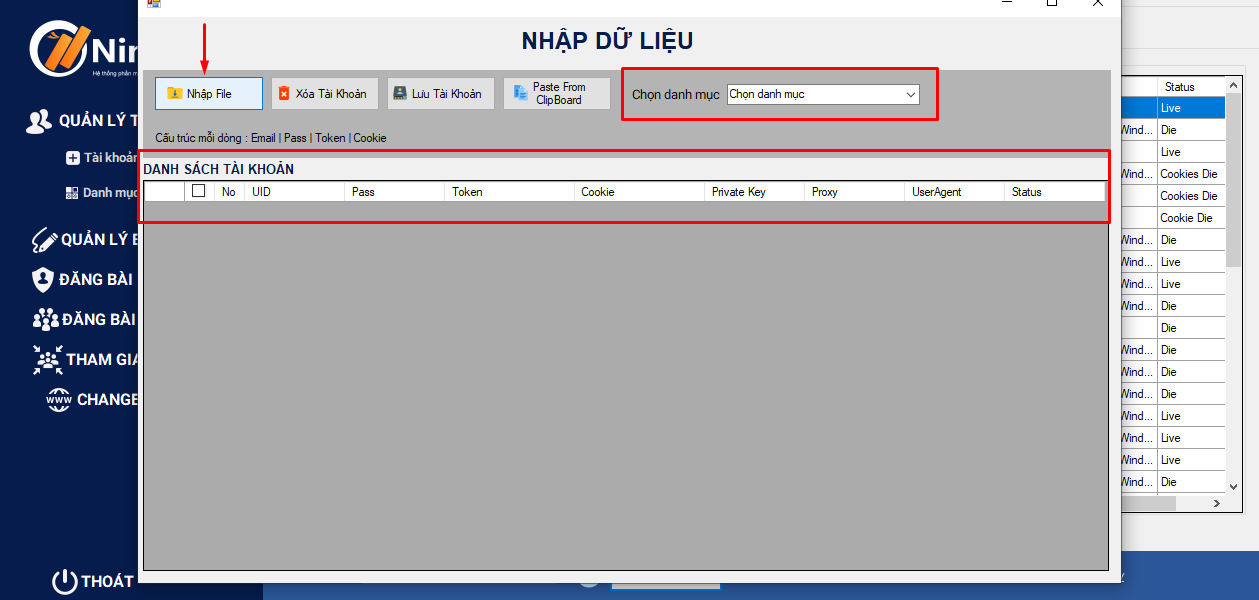 Nin
Hệ thống phần m
QUẢN LÝ T
Tài khoản
Danh mục
QUẢN LÝ B
ĐĂNG BÀI
ĐĂNG BÀI
THAM GIA
www CHANGE
THOÁT
NHẬP DỮ LIỆU
Nhập File
Xóa Tài Khoản
Lưu Tài Khoản
Paste From
ClipBoard
Chọn danh mục
Chọn danh mục
Cấu trúc mỗi dòng : Email | Pass | Token | Cookie
DANH SÁCH TÀI KHOẢN
No UID Pass Token Cookie Private Key Proxy UserAgent Status
Status
Live
Wind... Die
Live
Wind... Cookies Die
Cookies Die
Cookie Die
Wind... Die
Wind... Live
Wind... Live
Wind... Die
Die
Wind... Die
Wind... Die
Wind... Die
Wind... Live
Wind... Live
Wind... Live
Wind... Die